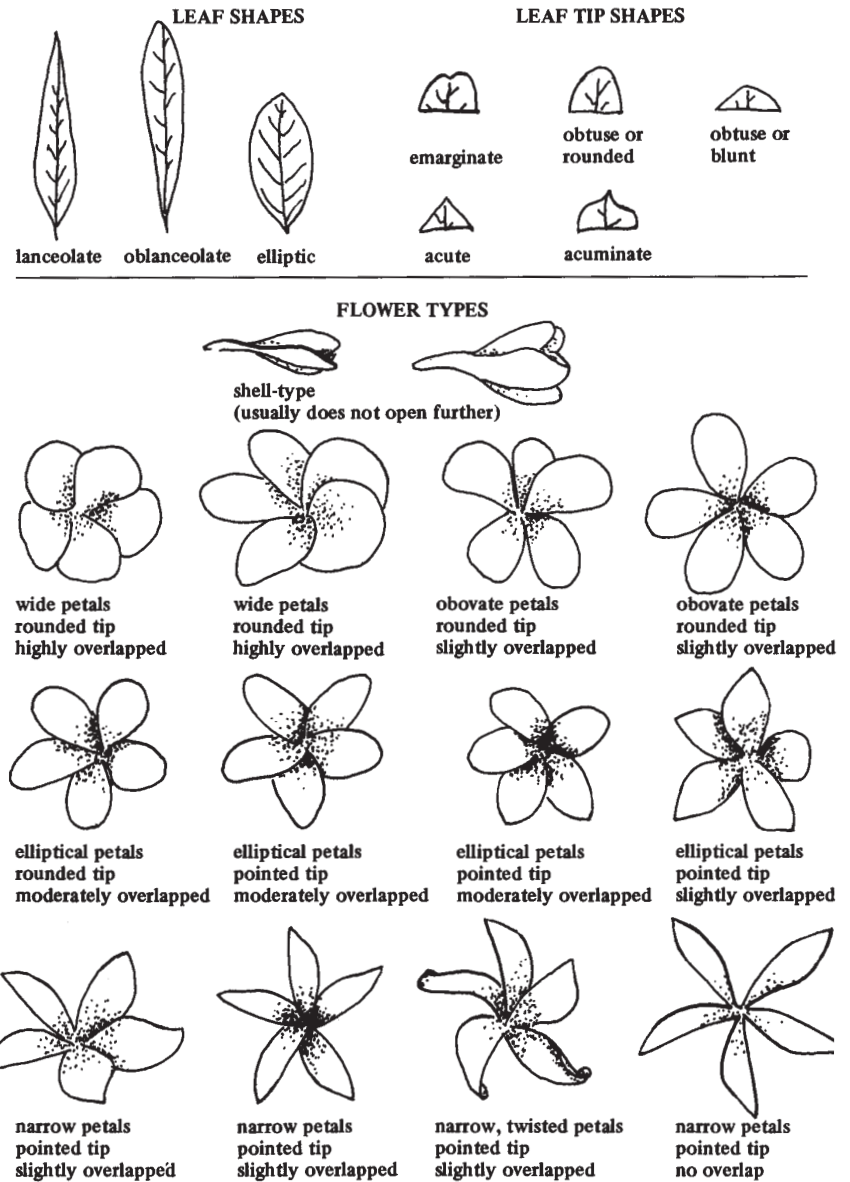 LEAF SHAPES
LEAF TIP SHAPES
emarginate
obtuse or
rounded
obtuse or
blunt
lanceolate
oblanceolate
elliptic
acute
acuminate
FLOWER TYPES
shell-type
(usually does not open further)
wide petals
rounded tip
highly overlapped
wide petals
rounded tip
highly overlapped
obovate petals
rounded tip
slightly overlapped
obovate petals
rounded tip
slightly overlapped
elliptical petals
rounded tip
moderately overlapped
elliptical petals
pointed tip
moderately overlapped
elliptical petals
pointed tip
moderately overlapped
elliptical petals
pointed tip
slightly overlapped
narrow petals
pointed tip
slightly overlapped
narrow petals
pointed tip
slightly overlapped
narrow, twisted petals
pointed tip
slightly overlapped
narrow petals
pointed tip
no overlap